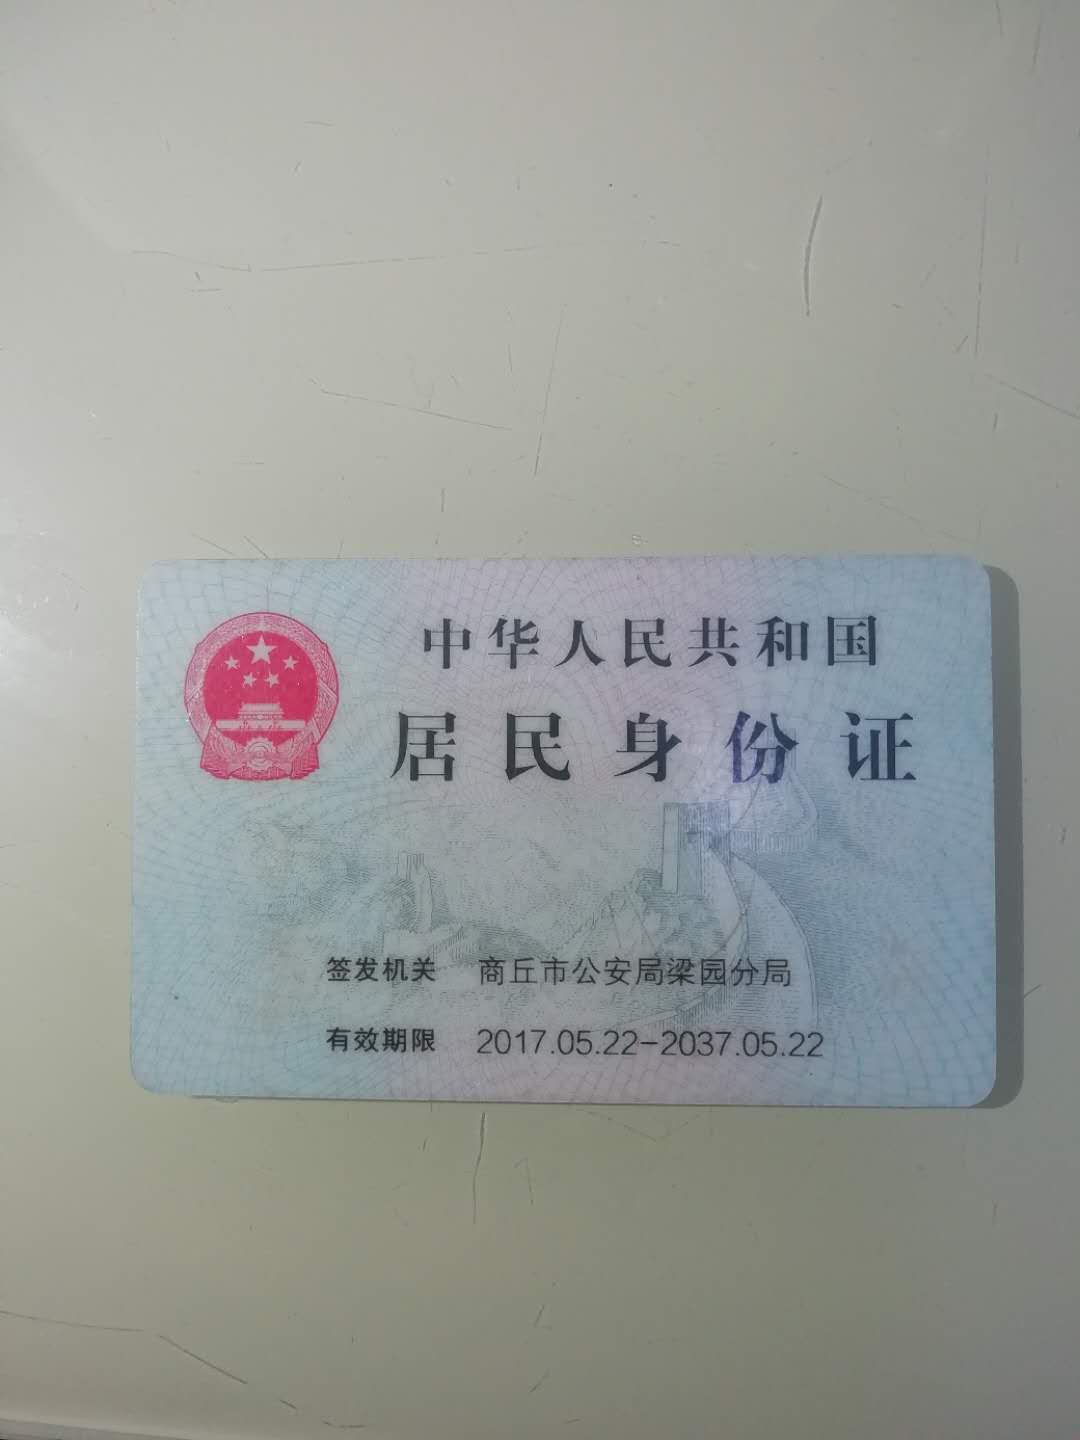 中华人民共和国
居民身份证
签发机关 商丘市公安局梁园分局
有效期限 2017.05.22-2037.05.22